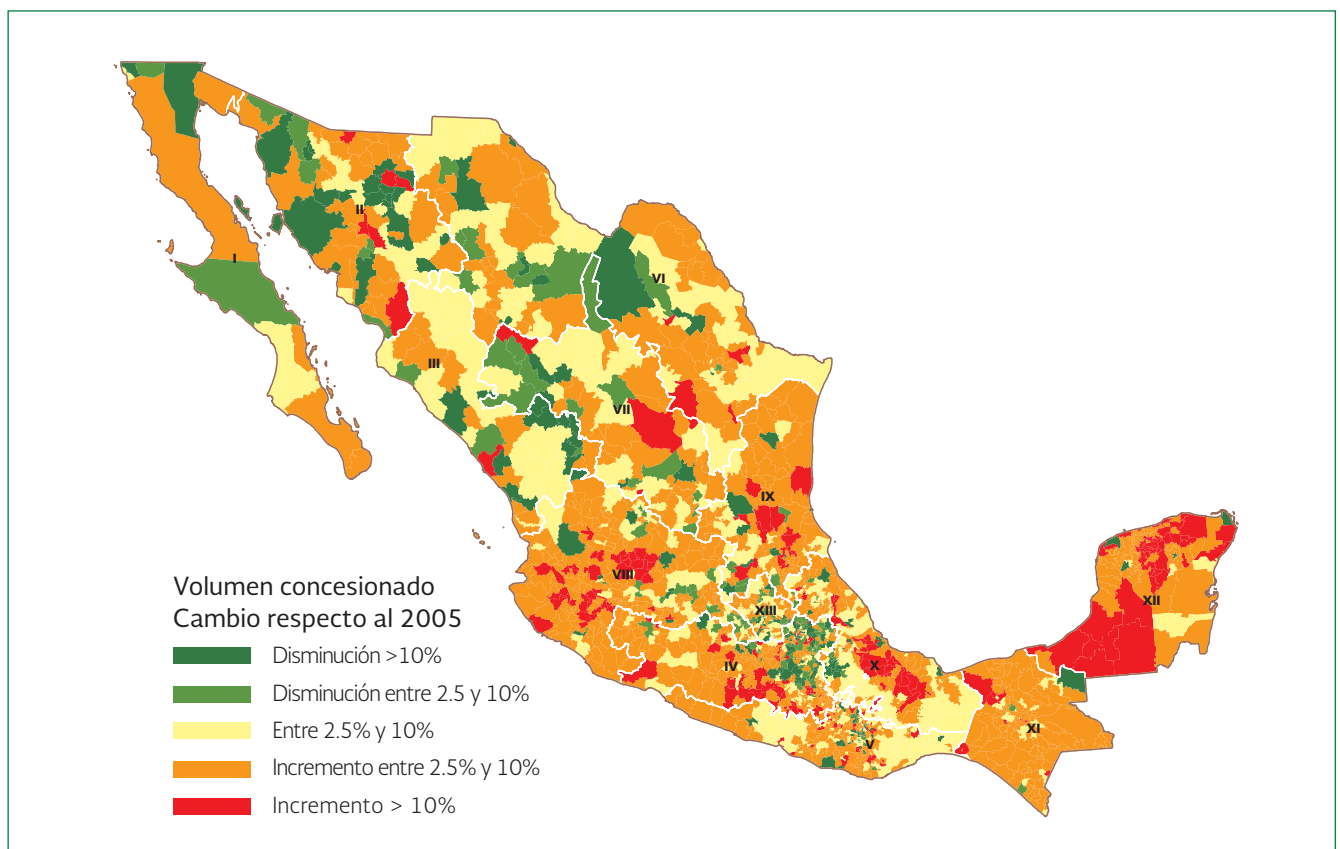 I
II
III
VI
VII
IX
VIII
XIII
IV
X
V
XII
XI
Volumen concesionado
Cambio respecto al 2005
Disminución >10%
Disminución entre 2.5 y 10%
Entre 2.5% y 10%
Incremento entre 2.5% y 10%
Incremento > 10%